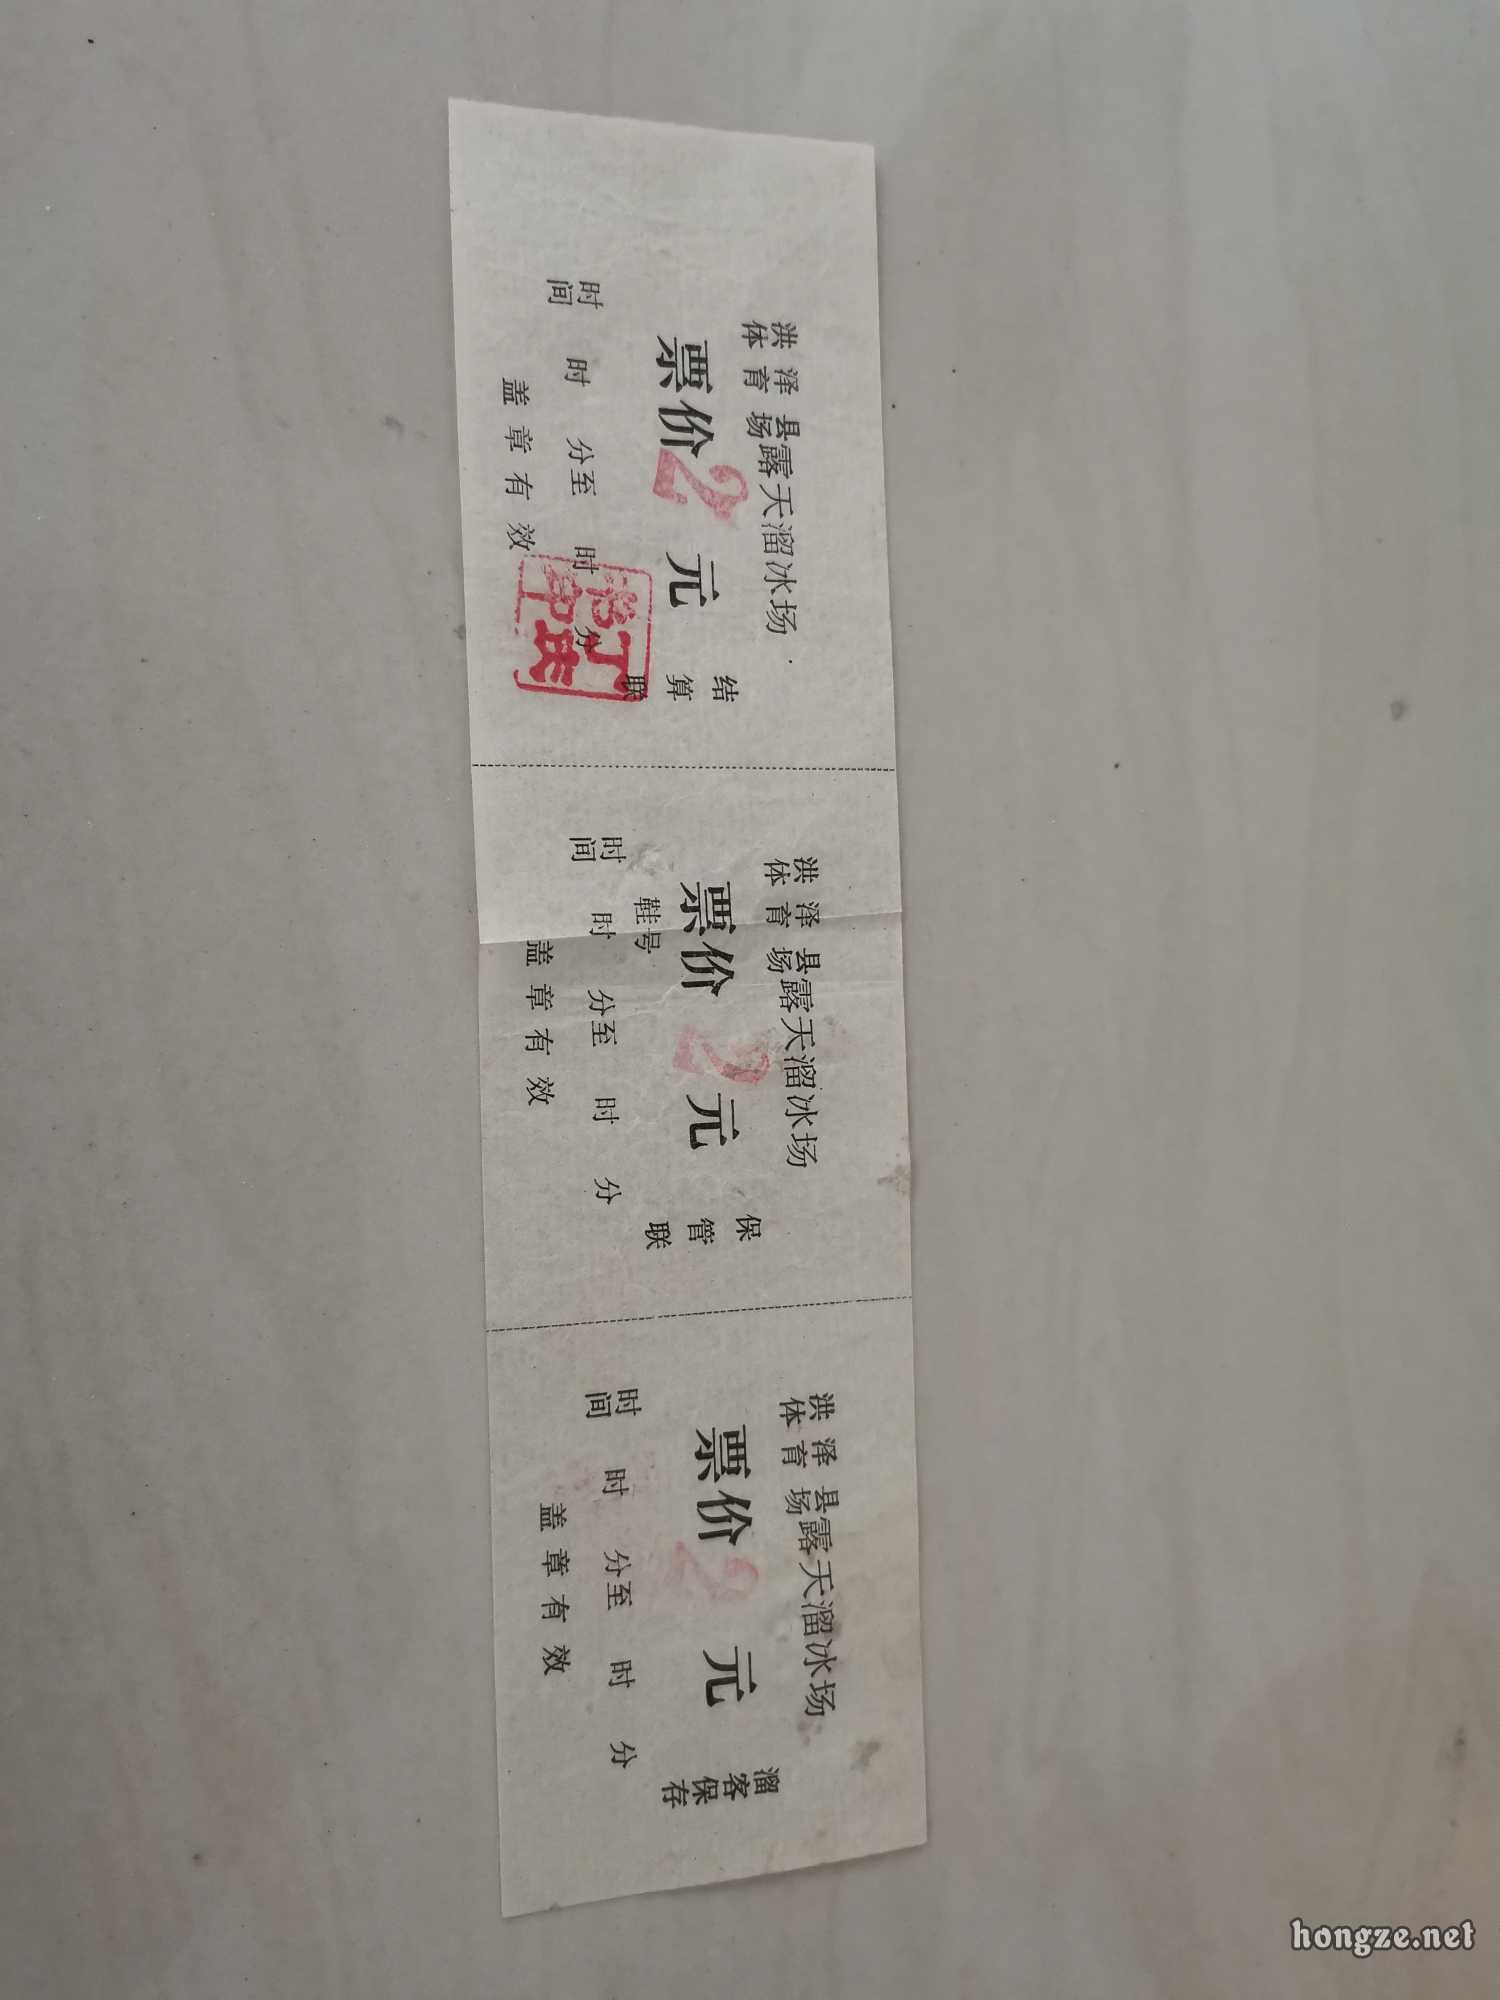 洪泽县
体育场露天溜冰场
票价2元
时间 时 分至 时 分
盖章有效
结算联
洪泽县
体育场露天溜冰场
票价2元
鞋号
时间 时 分至 时 分
盖章有效
保管联
洪泽县
体育场露天溜冰场
票价2元
时间 时 分至 时 分
盖章有效
溜客保存
hongze.net